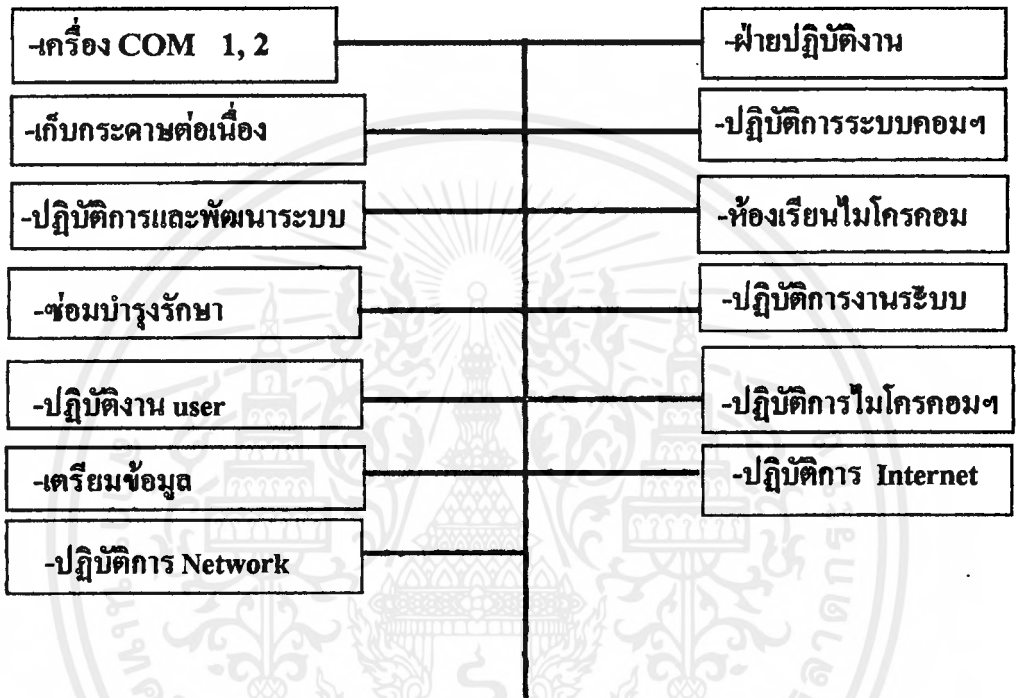 -เครื่อง COM 1, 2
-ฝ่ายปฏิบัติงาน
-เก็บกระดาษต่อเนื่อง
-ปฏิบัติการระบบคอมฯ
-ปฏิบัติการและพัฒนาระบบ
-ห้องเรียนไมโครคอม
-ซ่อมบำรุงรักษา
-ปฏิบัติการงานระบบ
-ปฏิบัติงาน user
-ปฏิบัติการไมโครคอมฯ
-เตรียมข้อมูล
-ปฏิบัติการ Internet
-ปฏิบัติการ Network